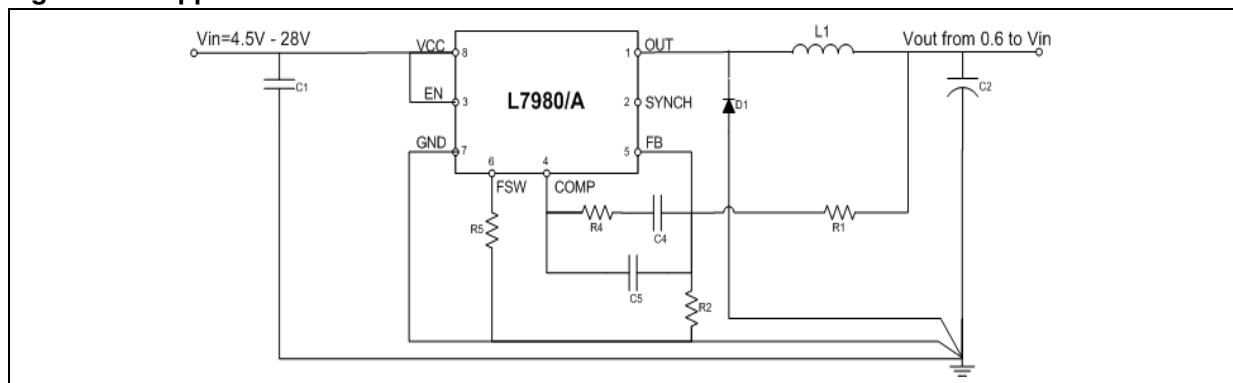 Vin=4.5V - 28V
VCC
8
OUT
1
L1
Vout from 0.6 to Vin
C1
EN
3
L7980/A
2
SYNCH
D1
C2
GND
7
FB
5
6
4
FSW
COMP
R5
R4
C4
R1
C5
R2